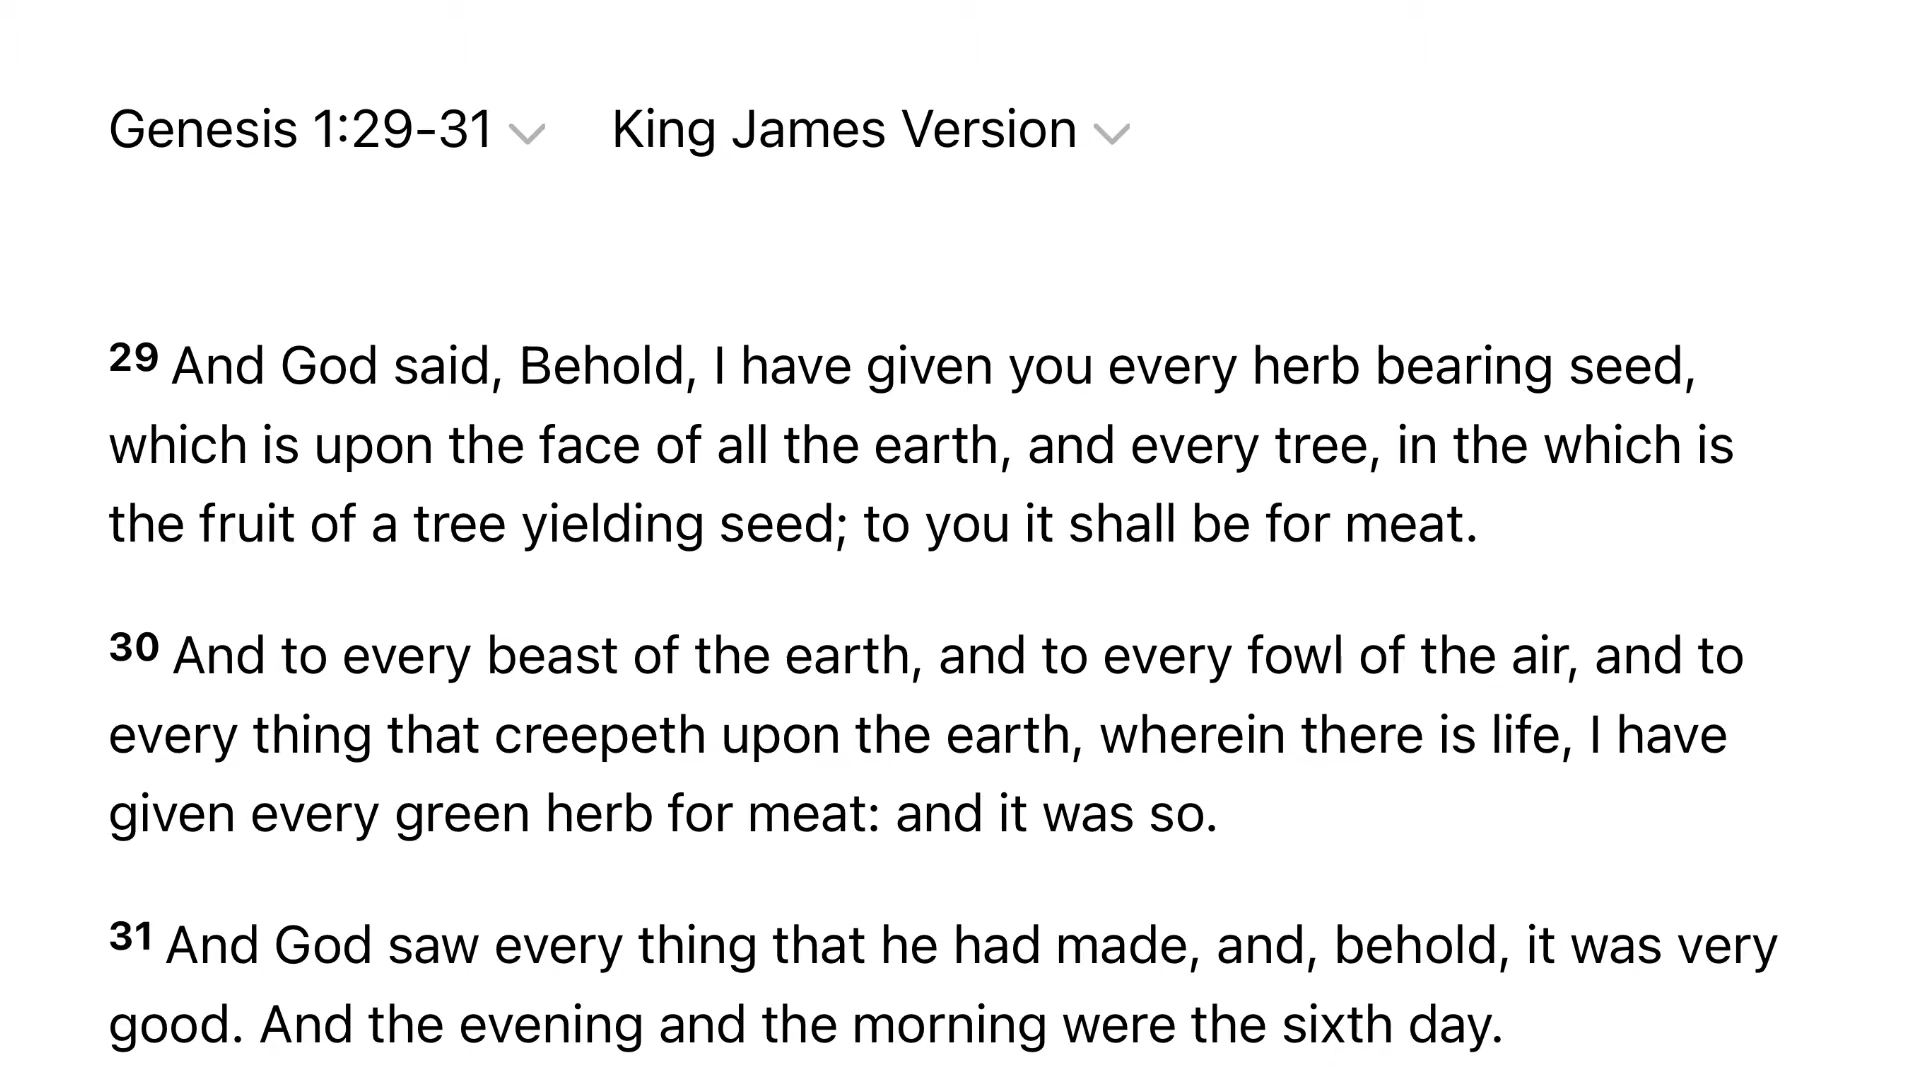 Genesis 1:29-31 King James Version
29 And God said, Behold, I have given you every herb bearing seed,
which is upon the face of all the earth, and every tree, in the which is
the fruit of a tree yielding seed; to you it shall be for meat.
30 And to every beast of the earth, and to every fowl of the air, and to
every thing that creepeth upon the earth, wherein there is life, I have
given every green herb for meat: and it was so.
31 And God saw every thing that he had made, and, behold, it was very
good. And the evening and the morning were the sixth day.